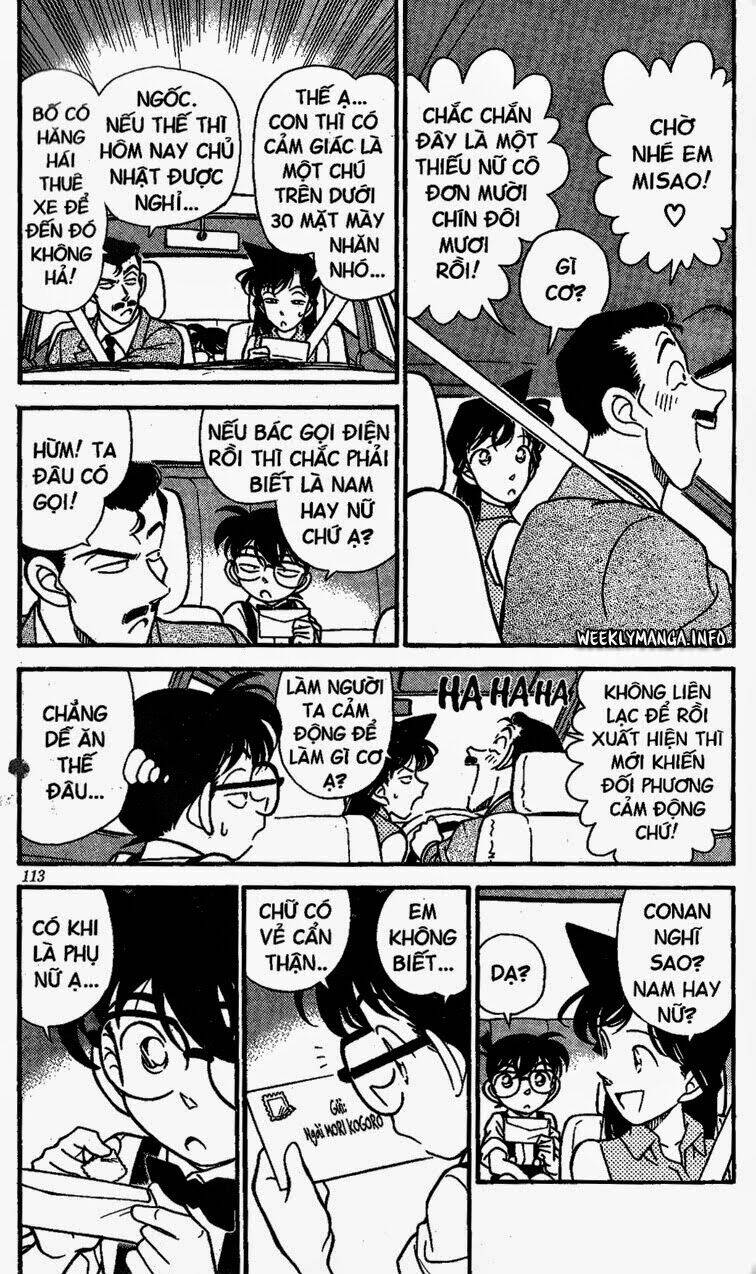 CHỜ
NHÉ EM
MISAO!
♡
CHẮC CHẮN
ĐÂY LÀ MỘT
THIẾU NỮ CÔ
ĐƠN MƯỜI
CHÍN ĐÔI
MƯƠI
RỒI!
GÌ
CƠ?
WEEKLYMANGA.INFO
THẾ Ạ...
CON THÌ CÓ
CẢM GIÁC LÀ
MỘT CHÚ
TRÊN DƯỚI
30 MẶT MÀY
NHĂN
NHÓ...
NGỐC.
NẾU THẾ THÌ
HÔM NAY CHỦ
NHẬT ĐƯỢC
NGHỈ...
BỐ CÓ
HĂNG
HÁI
THUÊ
XE ĐỂ
ĐẾN ĐÓ
KHÔNG
HẢ!
NẾU BÁC GỌI ĐIỆN
RỒI THÌ CHẮC PHẢI
BIẾT LÀ NAM
HAY NỮ
CHỨ Ạ?
HỪM! TA
ĐÂU CÓ
GỌI!
KHÔNG LIÊN
LẠC ĐỂ RỒI
XUẤT HIỆN THÌ
MỚI KHIẾN
ĐỐI PHƯƠNG
CẢM ĐỘNG
CHỨ!
HA HA HA
LÀM NGƯỜI
TA CẢM
ĐỘNG ĐỂ
LÀM GÌ CƠ
Ạ?
CHẲNG
DỄ ĂN
THẾ
ĐÂU...
113
CONAN
NGHĨ
SAO?
NAM HAY
NỮ?
DẠ?
EM
KHÔNG
BIẾT...
CHỮ CÓ
VẺ CẨN
THẬN..
Gửi:
Ngài MORI KOGORO
CÓ KHI
LÀ PHỤ
NỮ Ạ...